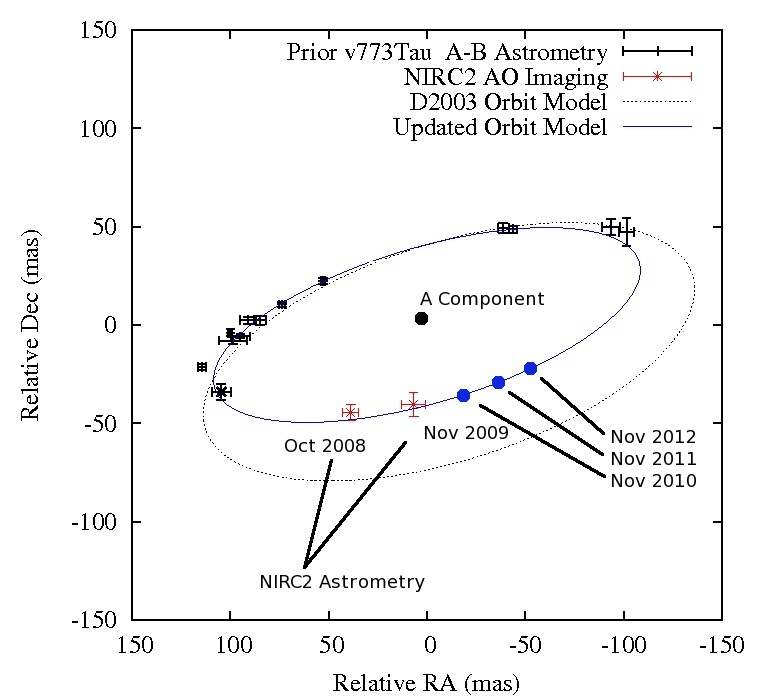 150
100
50
0
-50
-100
-150
Relative Dec (mas)
Prior v773Tau A-B Astrometry
NIRC2 AO Imaging
D2003 Orbit Model
Updated Orbit Model
A Component
Oct 2008
Nov 2009
Nov 2012
Nov 2011
Nov 2010
NIRC2 Astrometry
150 100 50 0 -50 -100 -150
Relative RA (mas)